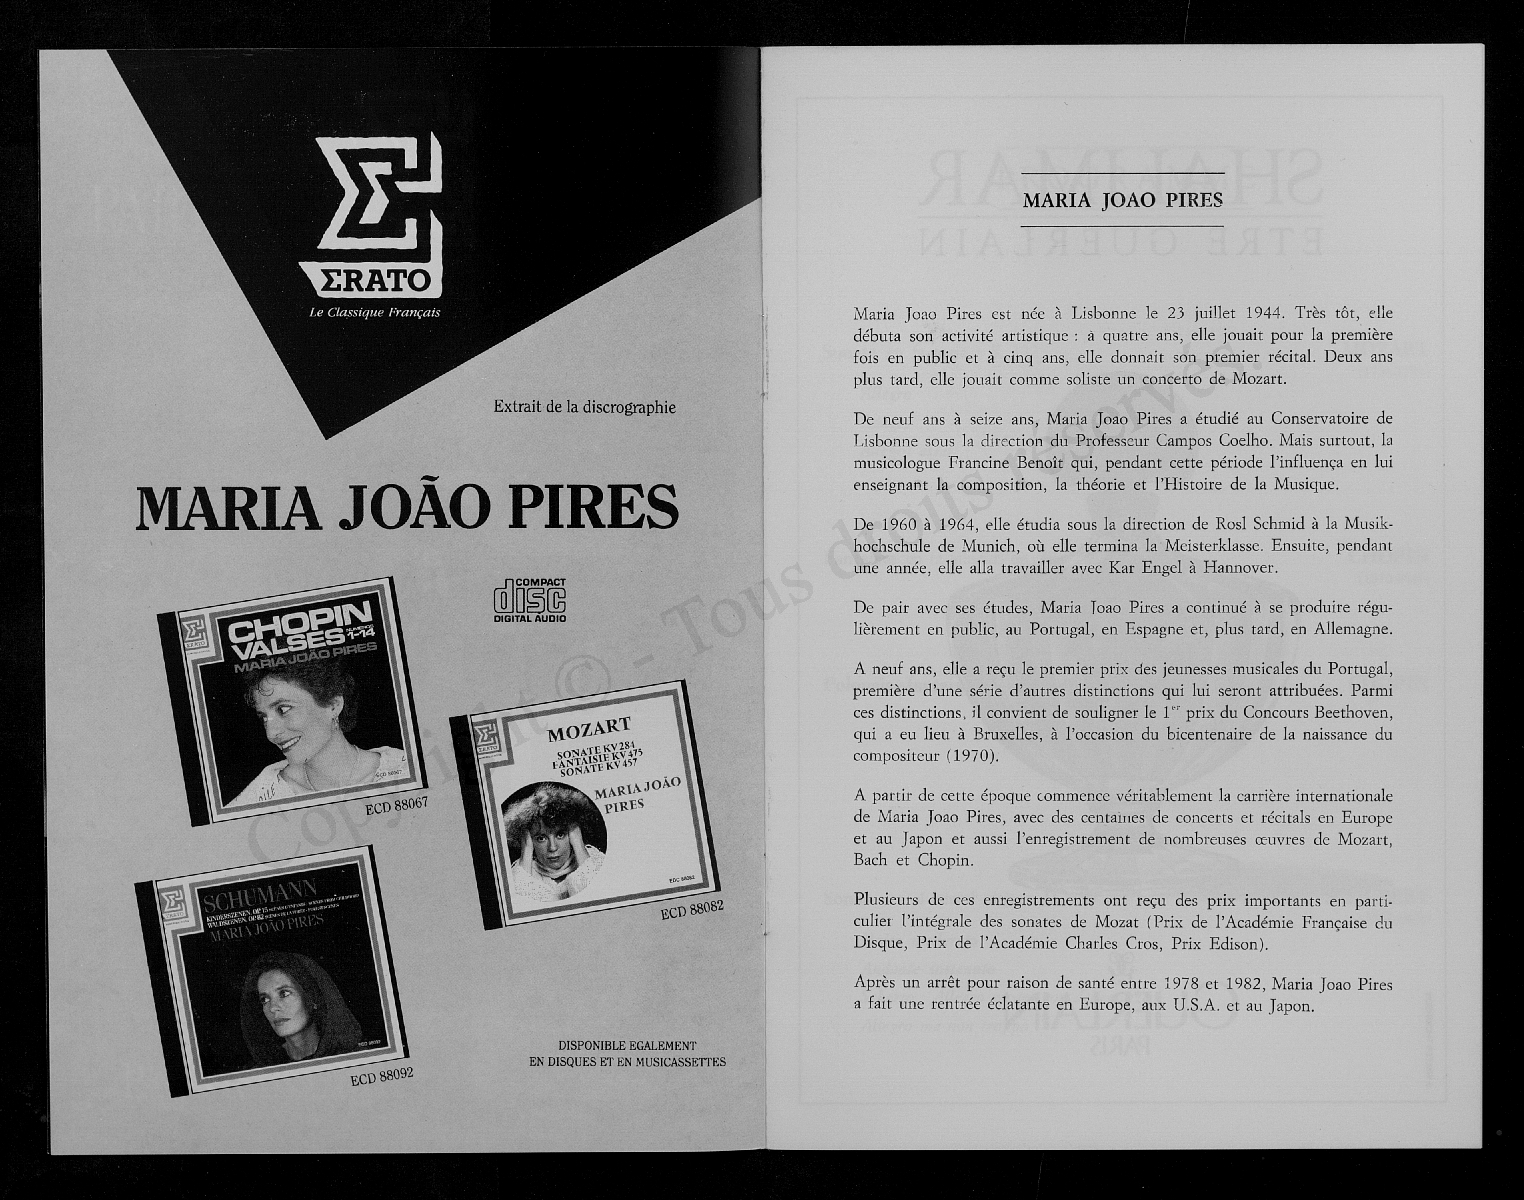 ERATO
Le Classique Français
Extrait de la discrographie
MARIA JOÃO PIRES
COMPACT
disc
DIGITAL AUDIO
ERATO
CHOPIN
VALSES
NUMEROS
1-14
MARIA JOÃO PIRES
ECD 88067
ECD 88067
ERATO
MOZART
SONATE KV 284
FANTAISIE KV 475
SONATE KV 457
MARIA JOÃO
PIRES
ECD 88082
ERATO
SCHUMANN
KINDERSZENEN, OP. 15
WALDSZENEN, OP. 82
MARIA JOÃO PIRES
ECD 88092
DISPONIBLE EGALEMENT
EN DISQUES ET EN MUSICASSETTES
MARIA JOAO PIRES
Maria Joao Pires est née à Lisbonne le 23 juillet 1944. Très tôt, elle
débuta son activité artistique : à quatre ans, elle jouait pour la première
fois en public et à cinq ans, elle donnait son premier récital. Deux ans
plus tard, elle jouait comme soliste un concerto de Mozart.
De neuf ans à seize ans, Maria Joao Pires a étudié au Conservatoire de
Lisbonne sous la direction du Professeur Campos Coelho. Mais surtout, la
musicologue Francine Benoît qui, pendant cette période l'influença en lui
enseignant la composition, la théorie et l'Histoire de la Musique.
De 1960 à 1964, elle étudia sous la direction de Rosl Schmid à la Musik-
hochschule de Munich, où elle termina la Meisterklasse. Ensuite, pendant
une année, elle alla travailler avec Kar Engel à Hannover.
De pair avec ses études, Maria Joao Pires a continué à se produire régu-
lièrement en public, au Portugal, en Espagne et, plus tard, en Allemagne.
A neuf ans, elle a reçu le premier prix des jeunesses musicales du Portugal,
première d'une série d'autres distinctions qui lui seront attribuées. Parmi
ces distinctions, il convient de souligner le 1er prix du Concours Beethoven,
qui a eu lieu à Bruxelles, à l'occasion du bicentenaire de la naissance du
compositeur (1970).
A partir de cette époque commence véritablement la carrière internationale
de Maria Joao Pires, avec des centaines de concerts et récitals en Europe
et au Japon et aussi l'enregistrement de nombreuses œuvres de Mozart,
Bach et Chopin.
Plusieurs de ces enregistrements ont reçu des prix importants en parti-
culier l'intégrale des sonates de Mozat (Prix de l'Académie Française du
Disque, Prix de l'Académie Charles Cros, Prix Edison).
Après un arrêt pour raison de santé entre 1978 et 1982, Maria Joao Pires
a fait une rentrée éclatante en Europe, aux U.S.A. et au Japon.
Copyright © - Tous droits réservés.